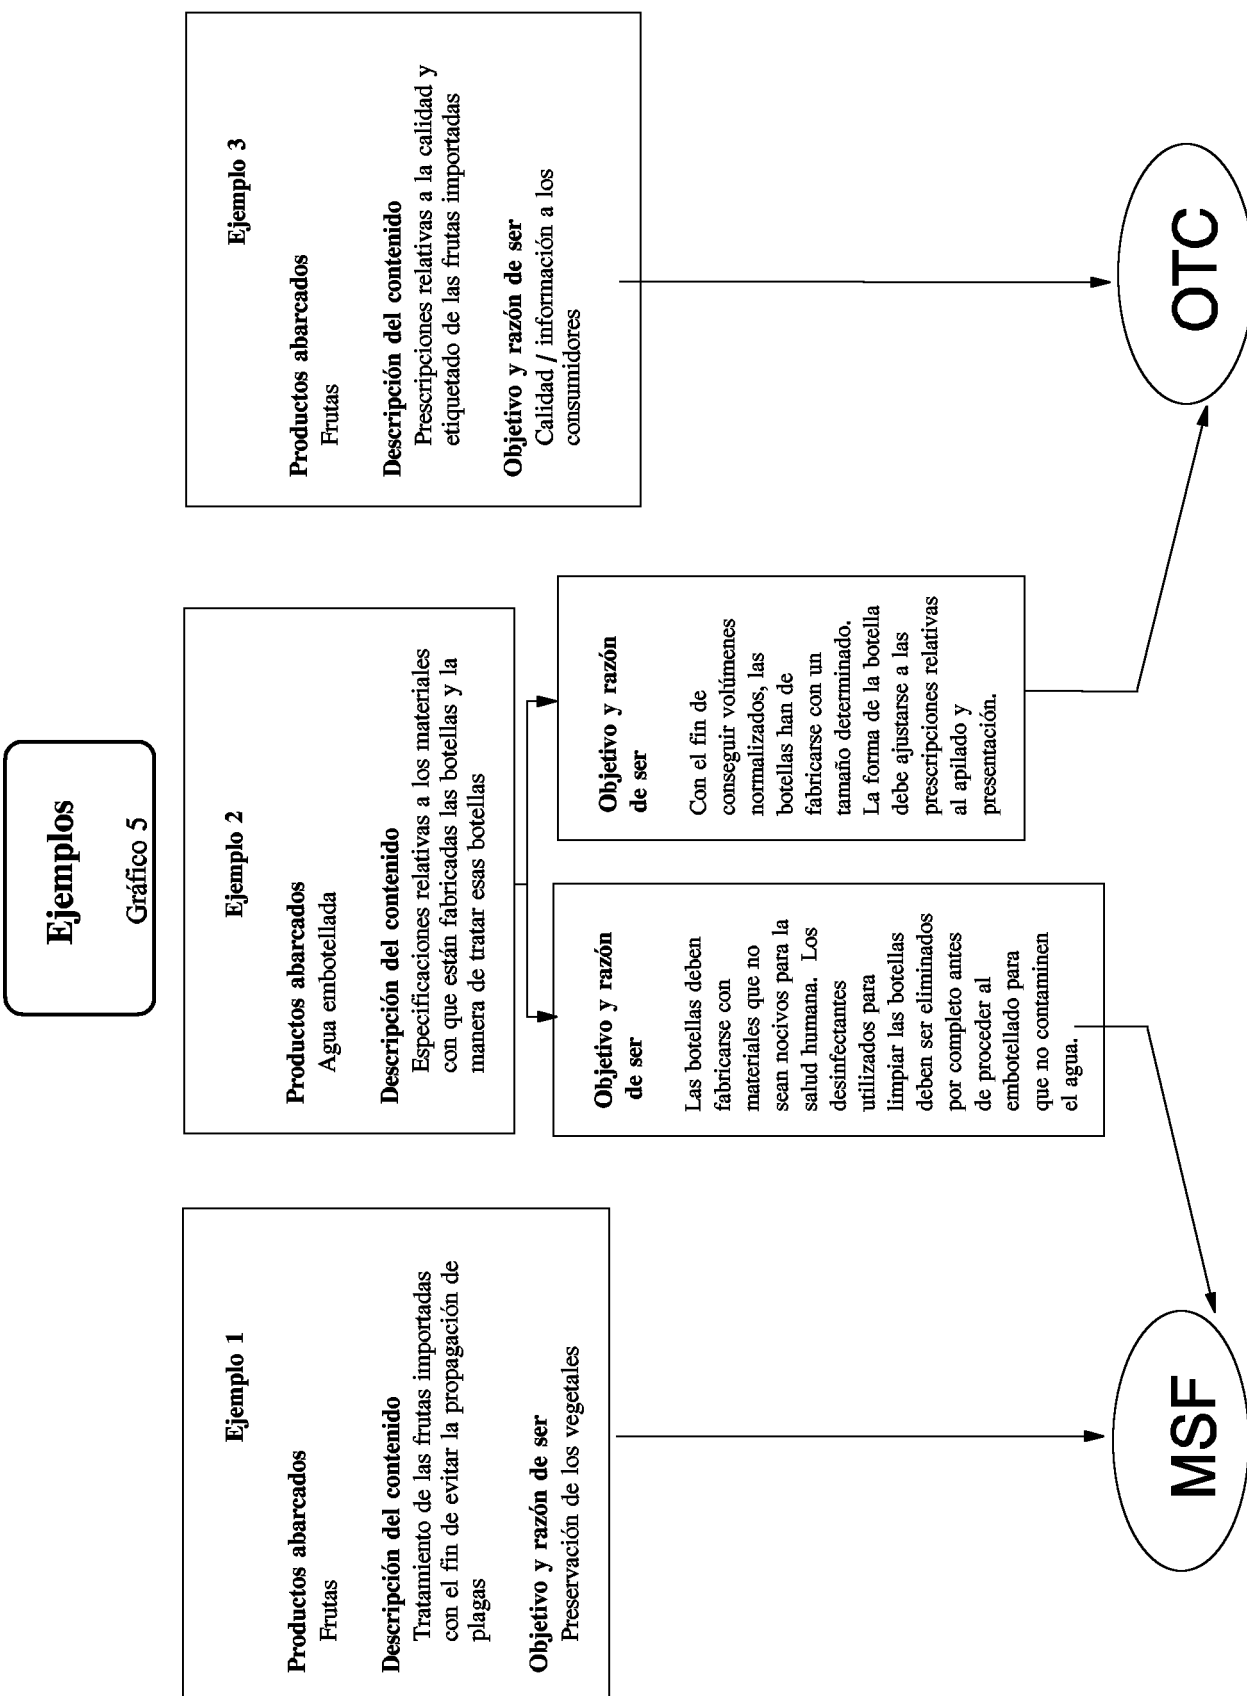 Ejemplos
Gráfico 5
Ejemplo 1
Productos abarcados
Frutas
Descripción del contenido
Tratamiento de las frutas importadas
con el fin de evitar la propagación de
plagas
Objetivo y razón de ser
Preservación de los vegetales
Ejemplo 2
Productos abarcados
Agua embotellada
Descripción del contenido
Especificaciones relativas a los materiales
con que están fabricadas las botellas y la
manera de tratar esas botellas
Objetivo y razón
de ser
Las botellas deben
fabricarse con
materiales que no
sean nocivos para la
salud humana. Los
desinfectantes
utilizados para
limpiar las botellas
deben ser eliminados
por completo antes
de proceder al
embotellado para
que no contaminen
el agua.
Objetivo y razón
de ser
Con el fin de
conseguir volúmenes
normalizados, las
botellas han de
fabricarse con un
tamaño determinado.
La forma de la botella
debe ajustarse a las
prescripciones relativas
al apilado y
presentación.
Ejemplo 3
Productos abarcados
Frutas
Descripción del contenido
Prescripciones relativas a la calidad y
etiquetado de las frutas importadas
Objetivo y razón de ser
Calidad / información a los
consumidores
MSF
OTC